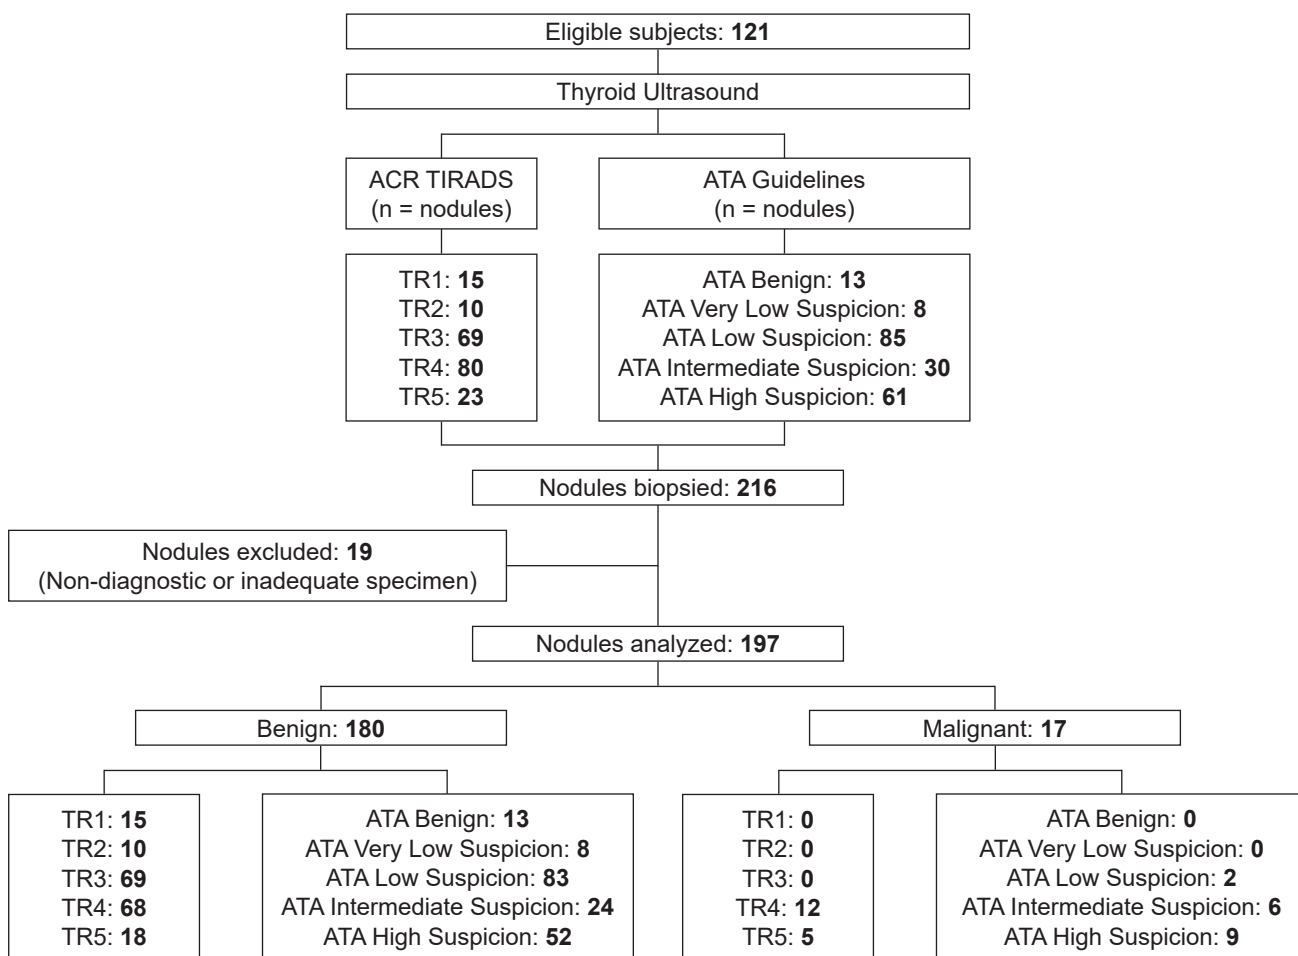 Eligible subjects: 121
Thyroid Ultrasound
ACR TIRADS
(n = nodules)
ATA Guidelines
(n = nodules)
TR1: 15
TR2: 10
TR3: 69
TR4: 80
TR5: 23
ATA Benign: 13
ATA Very Low Suspicion: 8
ATA Low Suspicion: 85
ATA Intermediate Suspicion: 30
ATA High Suspicion: 61
Nodules biopsied: 216
Nodules excluded: 19
(Non-diagnostic or inadequate specimen)
Nodules analyzed: 197
Benign: 180
Malignant: 17
TR1: 15
TR2: 10
TR3: 69
TR4: 68
TR5: 18
ATA Benign: 13
ATA Very Low Suspicion: 8
ATA Low Suspicion: 83
ATA Intermediate Suspicion: 24
ATA High Suspicion: 52
TR1: 0
TR2: 0
TR3: 0
TR4: 12
TR5: 5
ATA Benign: 0
ATA Very Low Suspicion: 0
ATA Low Suspicion: 2
ATA Intermediate Suspicion: 6
ATA High Suspicion: 9